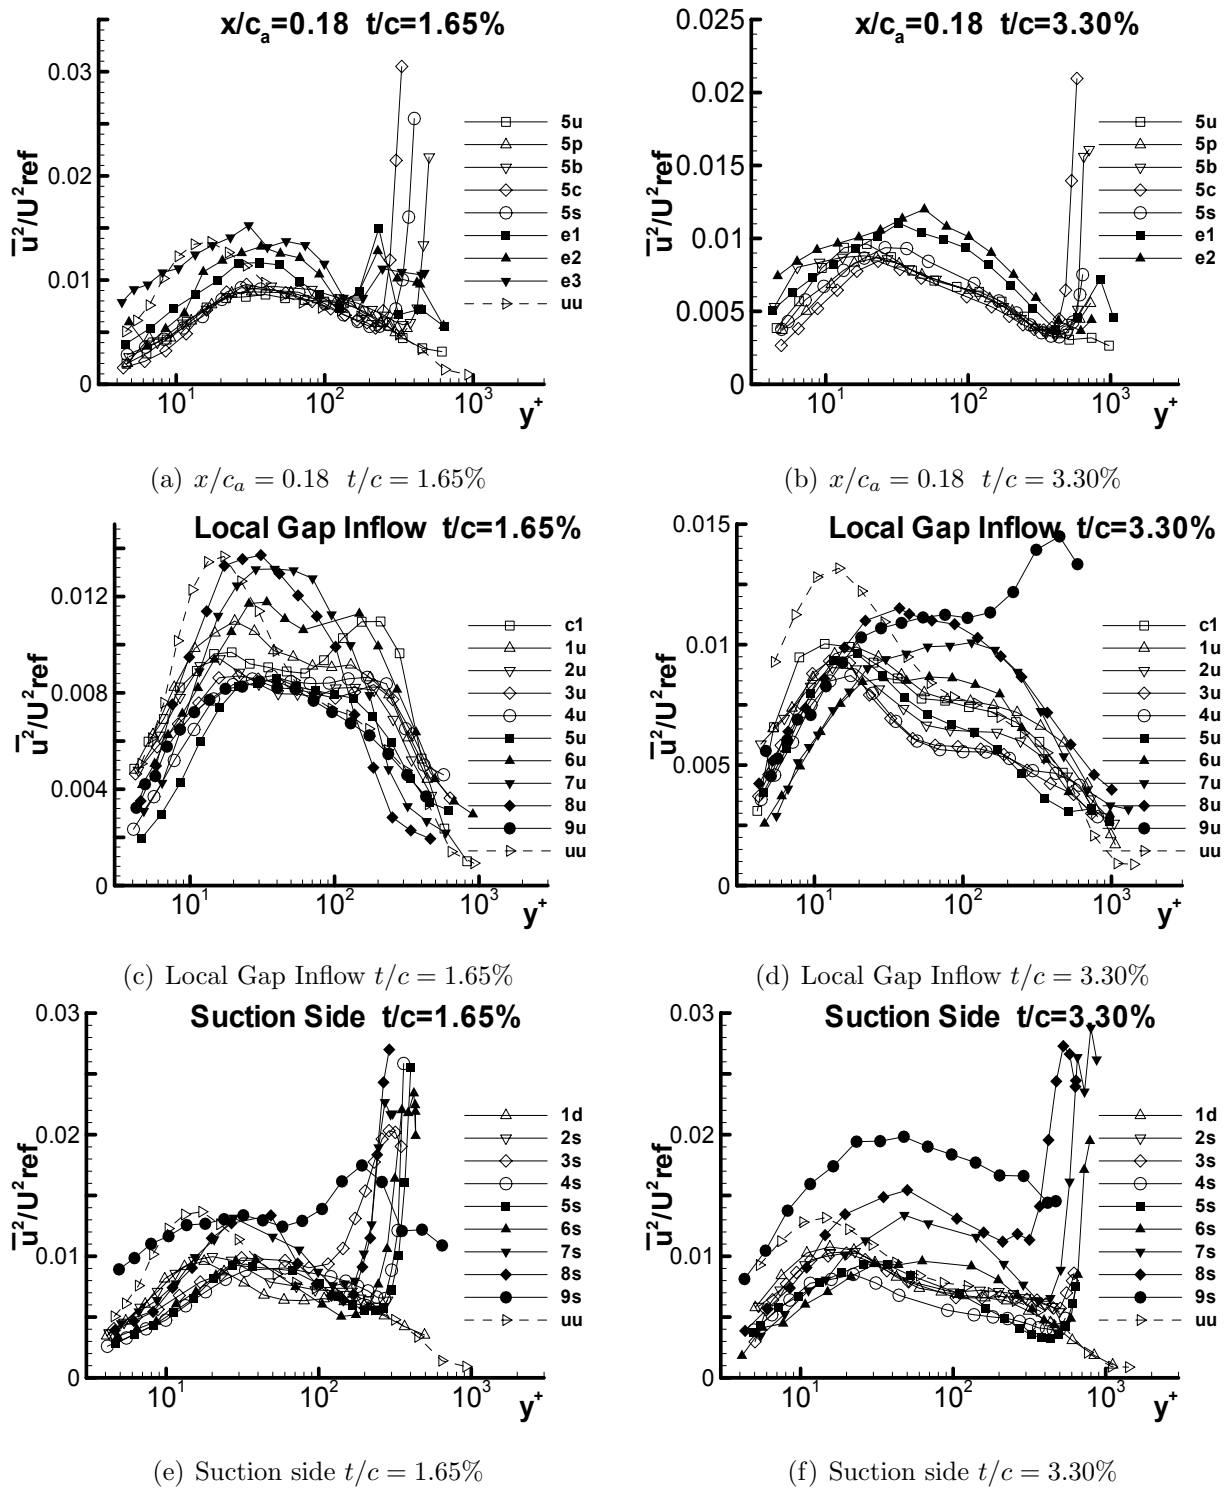 x/ca=0.18 t/c=1.65%
u²/U²ref
0.03
0.02
0.01
0
10¹
10²
10³
y+
5u
5p
5b
5c
5s
e1
e2
e3
uu
(a) x/ca = 0.18 t/c = 1.65%
x/ca=0.18 t/c=3.30%
u²/U²ref
0.025
0.02
0.015
0.01
0.005
0
10¹
10²
10³
y+
5u
5p
5b
5c
5s
e1
e2
(b) x/ca = 0.18 t/c = 3.30%
Local Gap Inflow t/c=1.65%
u²/U²ref
0.012
0.008
0.004
0
10¹
10²
10³
y+
c1
1u
2u
3u
4u
5u
6u
7u
8u
9u
uu
(c) Local Gap Inflow t/c = 1.65%
Local Gap Inflow t/c=3.30%
u²/U²ref
0.015
0.01
0.005
0
10¹
10²
10³
y+
c1
1u
2u
3u
4u
5u
6u
7u
8u
9u
uu
(d) Local Gap Inflow t/c = 3.30%
Suction Side t/c=1.65%
u²/U²ref
0.03
0.02
0.01
0
10¹
10²
10³
y+
1d
2s
3s
4s
5s
6s
7s
8s
9s
uu
(e) Suction side t/c = 1.65%
Suction Side t/c=3.30%
u²/U²ref
0.03
0.02
0.01
0
10¹
10²
10³
y+
1d
2s
3s
4s
5s
6s
7s
8s
9s
uu
(f) Suction side t/c = 3.30%